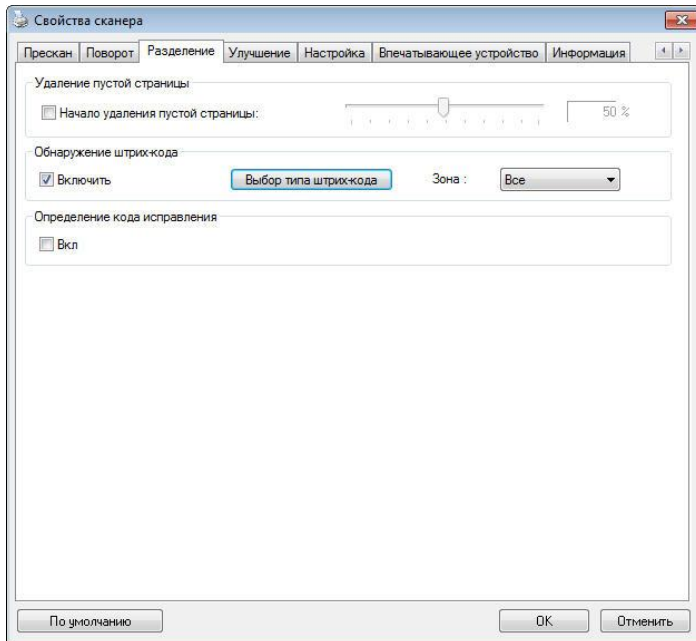 Свойства сканера
Прескан Поворот Разделение Улучшение Настройка Впечатывающее устройство Информация
Удаление пустой страницы
Начало удаления пустой страницы: 50 %
Обнаружение штрих-кода
Включить Выбор типа штрих-кода Зона : Все
Определение кода исправления
Вкл
По умолчанию OK Отменить